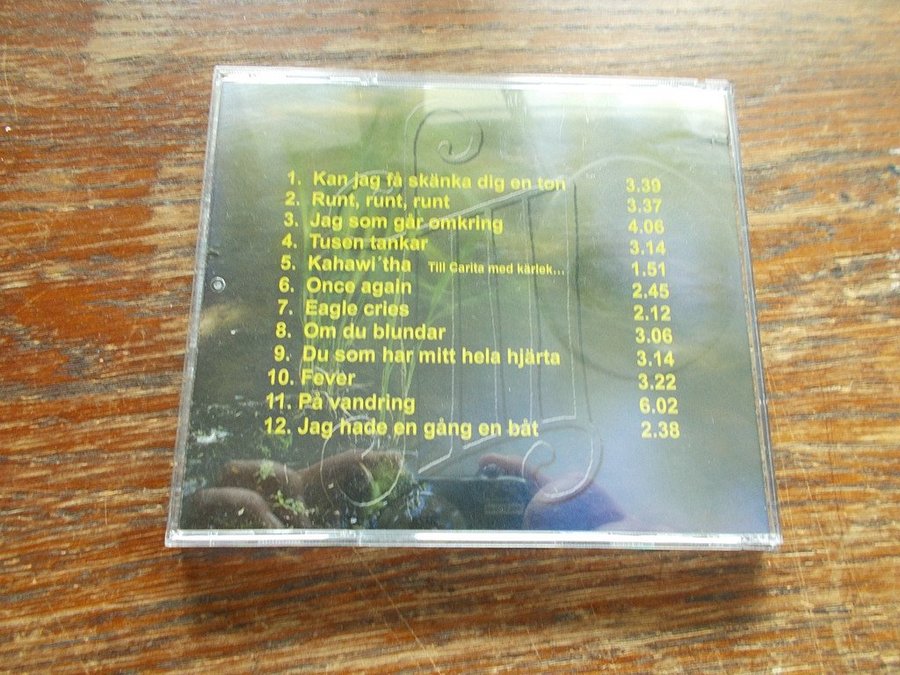 1. Kan jag få skänka dig en ton 3.39
2. Runt, runt, runt 3.37
3. Jag som går omkring 4.06
4. Tusen tankar 3.14
5. Kahawi´tha Till Carita med kärlek... 1.51
6. Once again 2.45
7. Eagle cries 2.12
8. Om du blundar 3.06
9. Du som har mitt hela hjärta 3.14
10. Fever 3.22
11. På vandring 6.02
12. Jag hade en gång en båt 2.38